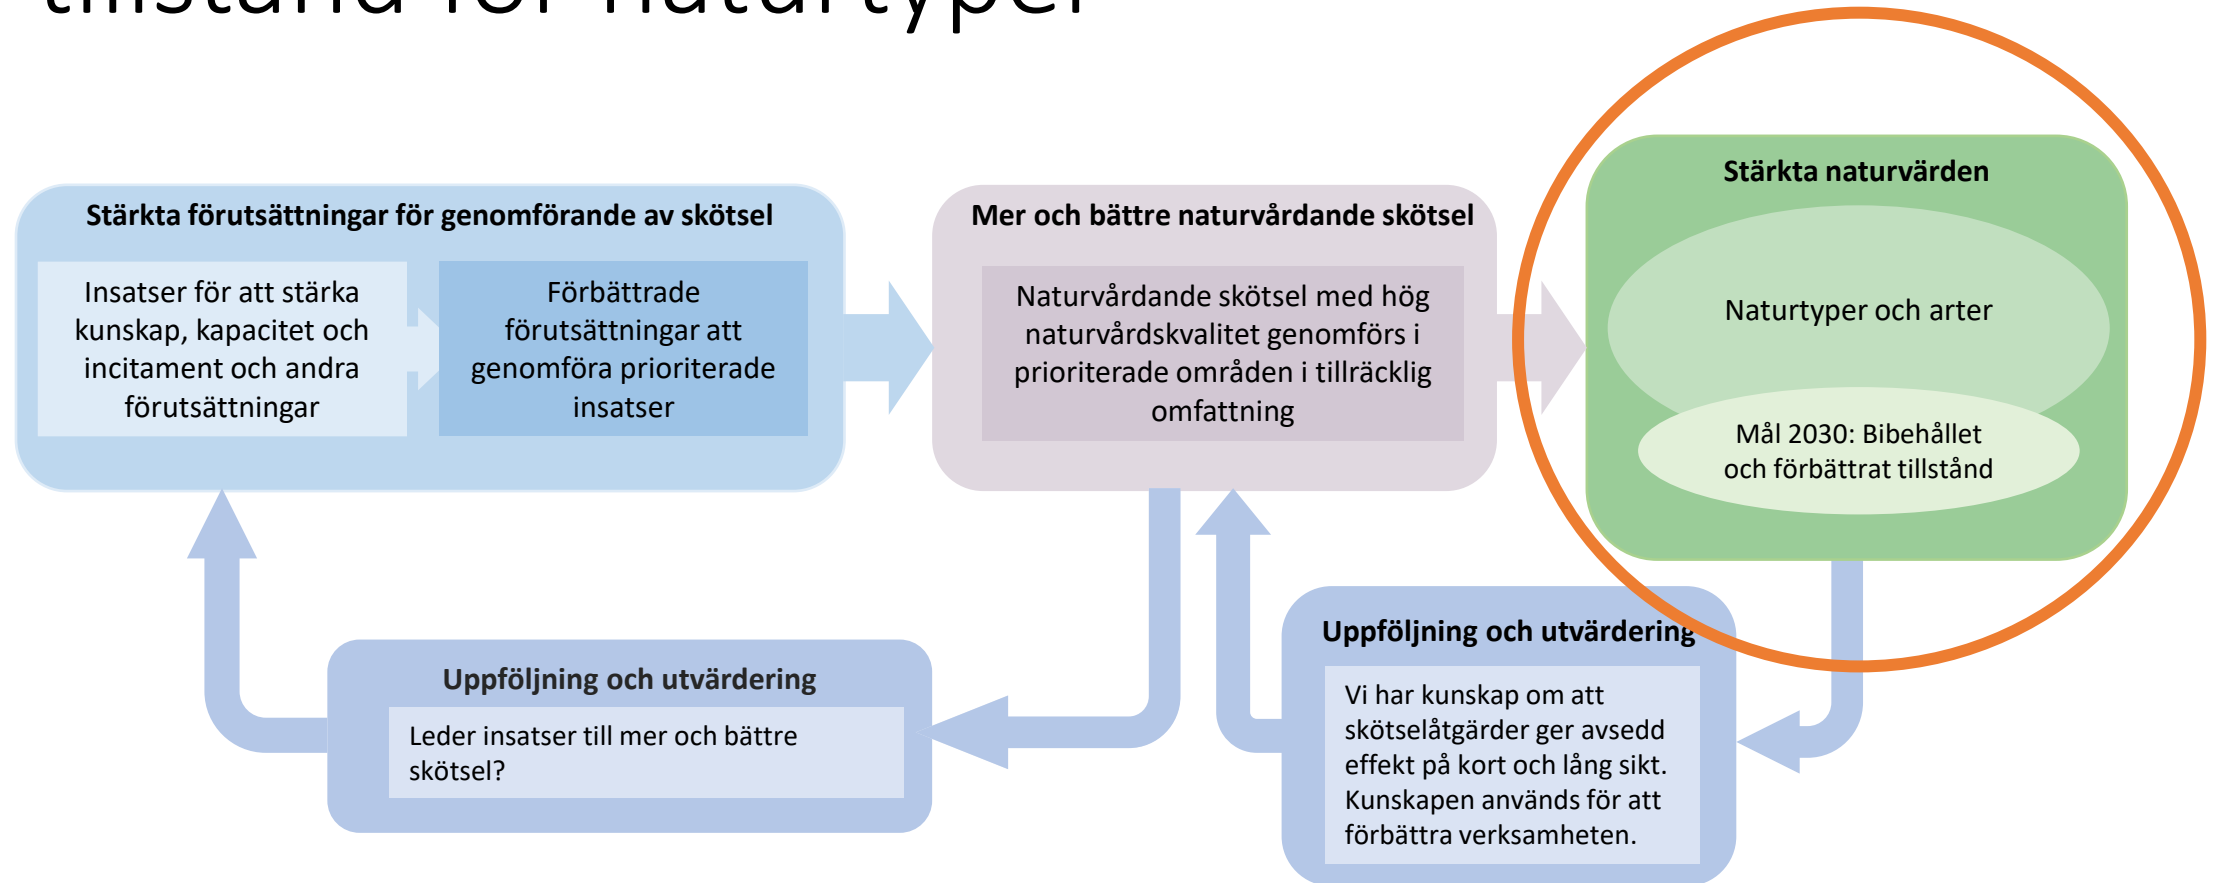 tillstånd för naturtyper
Stärkta förutsättningar för genomförande av skötsel
Insatser för att stärka
kunskap, kapacitet och
incitament och andra
förutsättningar
Förbättrade
förutsättningar att
genomföra prioriterade
insatser
Mer och bättre naturvårdande skötsel
Naturvårdande skötsel med hög
naturvårdskvalitet genomförs i
prioriterade områden i tillräcklig
omfattning
Stärkta naturvärden
Naturtyper och arter
Mål 2030: Bibehållet
och förbättrat tillstånd
Uppföljning och utvärdering
Leder insatser till mer och bättre
skötsel?
Uppföljning och utvärdering
Vi har kunskap om att
skötselåtgärder ger avsedd
effekt på kort och lång sikt.
Kunskapen används för att
förbättra verksamheten.